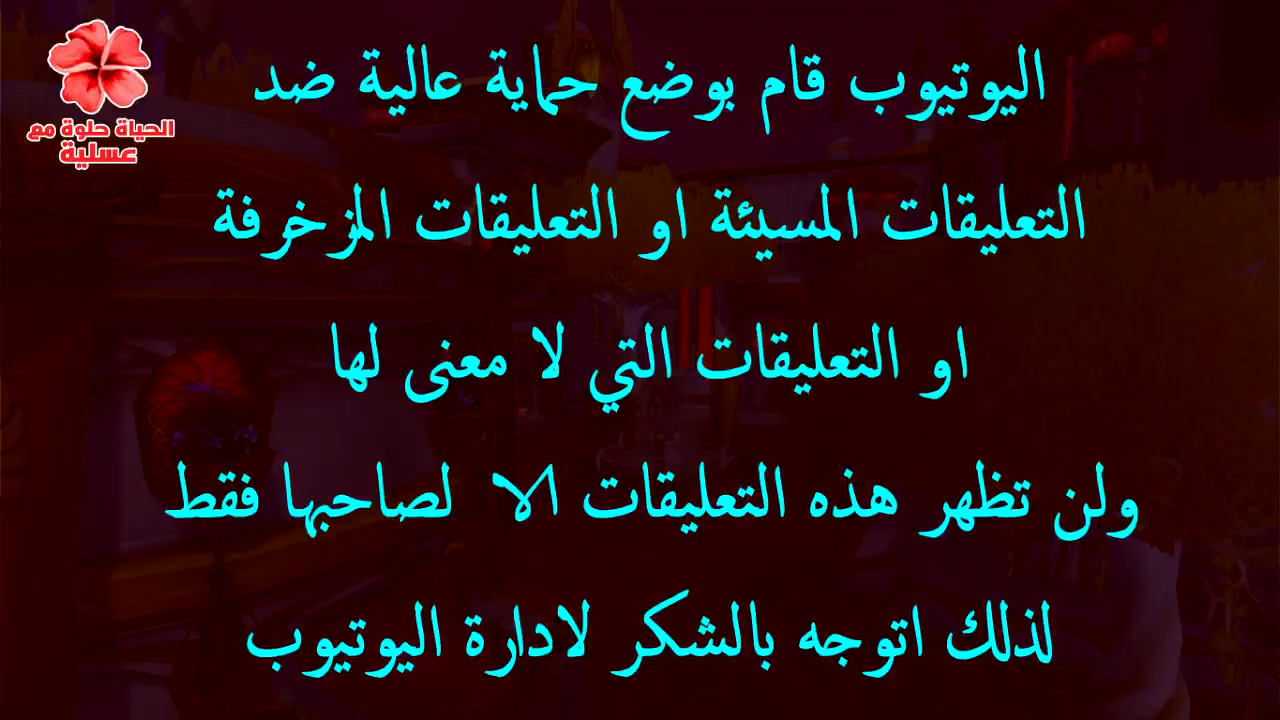 الحياة حلوة مع
عسلية
اليوتيوب قام بوضع حماية عالية ضد
التعليقات المسيئة او التعليقات المزخرفة
او التعليقات التي لا معنى لها
ولن تظهر هذه التعليقات الا لصاحبها فقط
لذلك اتوجه بالشكر لادارة اليوتيوب